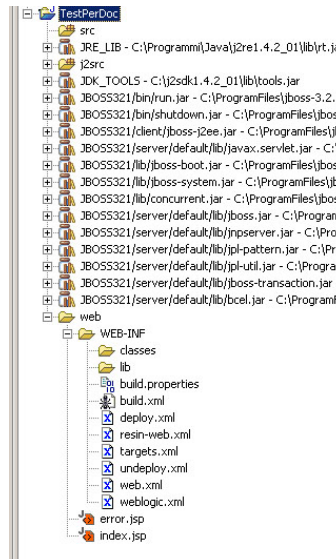 TestPerDoc
src
JRE_LIB - C:\Programmi\Java\j2re1.4.2_01\lib\rt.ja
j2src
JDK_TOOLS - C:\j2sdk1.4.2_01\lib\tools.jar
JBOSS321/bin/run.jar - C:\ProgramFiles\jboss-3.2.
JBOSS321/bin/shutdown.jar - C:\ProgramFiles\jbos
JBOSS321/client/jboss-j2ee.jar - C:\ProgramFiles\j
JBOSS321/server/default/lib/javax.servlet.jar - C:\
JBOSS321/lib/jboss-boot.jar - C:\ProgramFiles\jbos
JBOSS321/lib/jboss-system.jar - C:\ProgramFiles\jb
JBOSS321/lib/concurrent.jar - C:\ProgramFiles\jbos
JBOSS321/server/default/lib/jboss.jar - C:\Program
JBOSS321/server/default/lib/jnpserver.jar - C:\Pro
JBOSS321/server/default/lib/jpl-pattern.jar - C:\Pr
JBOSS321/server/default/lib/jpl-util.jar - C:\Progra
JBOSS321/server/default/lib/jboss-transaction.jar
JBOSS321/server/default/lib/bcel.jar - C:\ProgramF
web
WEB-INF
classes
lib
build.properties
build.xml
deploy.xml
resin-web.xml
targets.xml
undeploy.xml
web.xml
weblogic.xml
error.jsp
index.jsp